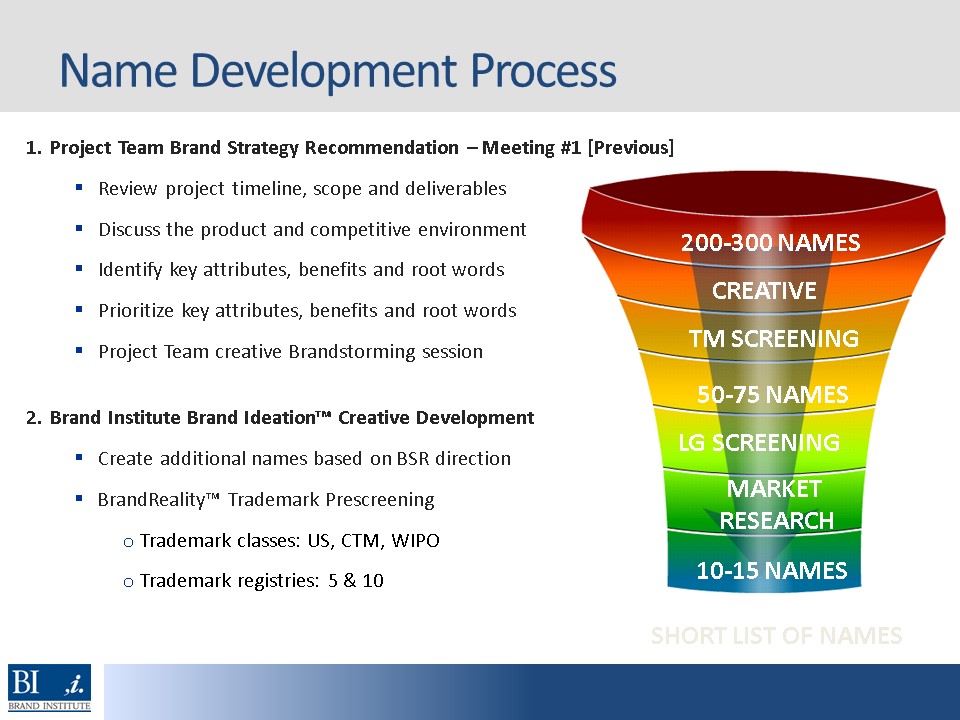 Name Development Process
1. Project Team Brand Strategy Recommendation – Meeting #1 [Previous]
▪ Review project timeline, scope and deliverables
▪ Discuss the product and competitive environment
▪ Identify key attributes, benefits and root words
▪ Prioritize key attributes, benefits and root words
▪ Project Team creative Brandstorming session
2. Brand Institute Brand Ideation™ Creative Development
▪ Create additional names based on BSR direction
▪ BrandReality™ Trademark Prescreening
o Trademark classes: US, CTM, WIPO
o Trademark registries: 5 & 10
200-300 NAMES
CREATIVE
TM SCREENING
50-75 NAMES
LG SCREENING
MARKET
RESEARCH
10-15 NAMES
SHORT LIST OF NAMES
BI .i.
BRAND INSTITUTE